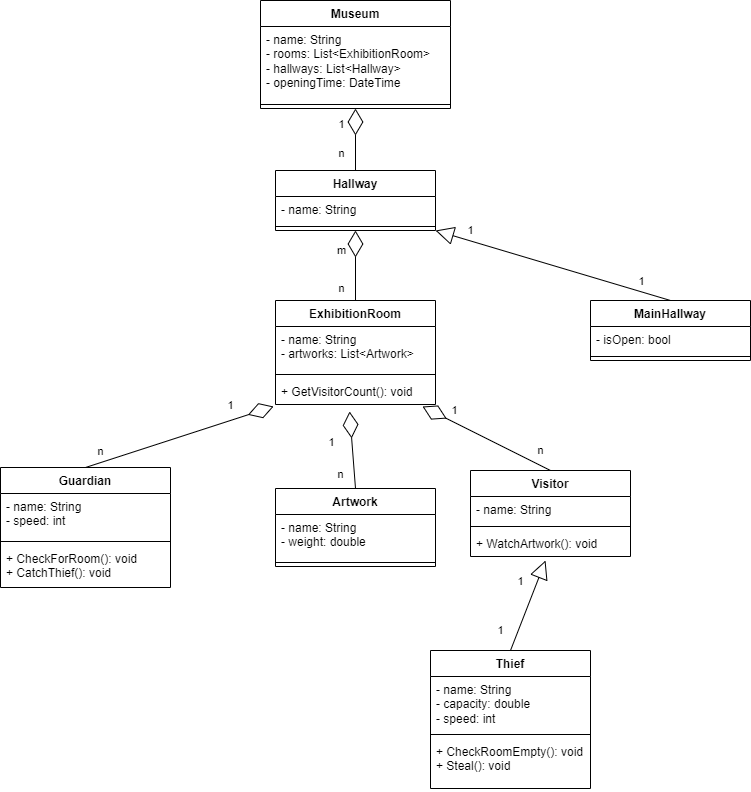 Museum
- name: String
- rooms: List<ExhibitionRoom>
- hallways: List<Hallway>
- openingTime: DateTime
1
n
Hallway
- name: String
1
m
1
n
ExhibitionRoom
- name: String
- artworks: List<Artwork>
+ GetVisitorCount(): void
MainHallway
- isOpen: bool
1
1
1
n
n
n
Guardian
- name: String
- speed: int
+ CheckForRoom(): void
+ CatchThief(): void
Artwork
- name: String
- weight: double
Visitor
- name: String
+ WatchArtwork(): void
1
1
Thief
- name: String
- capacity: double
- speed: int
+ CheckRoomEmpty(): void
+ Steal(): void